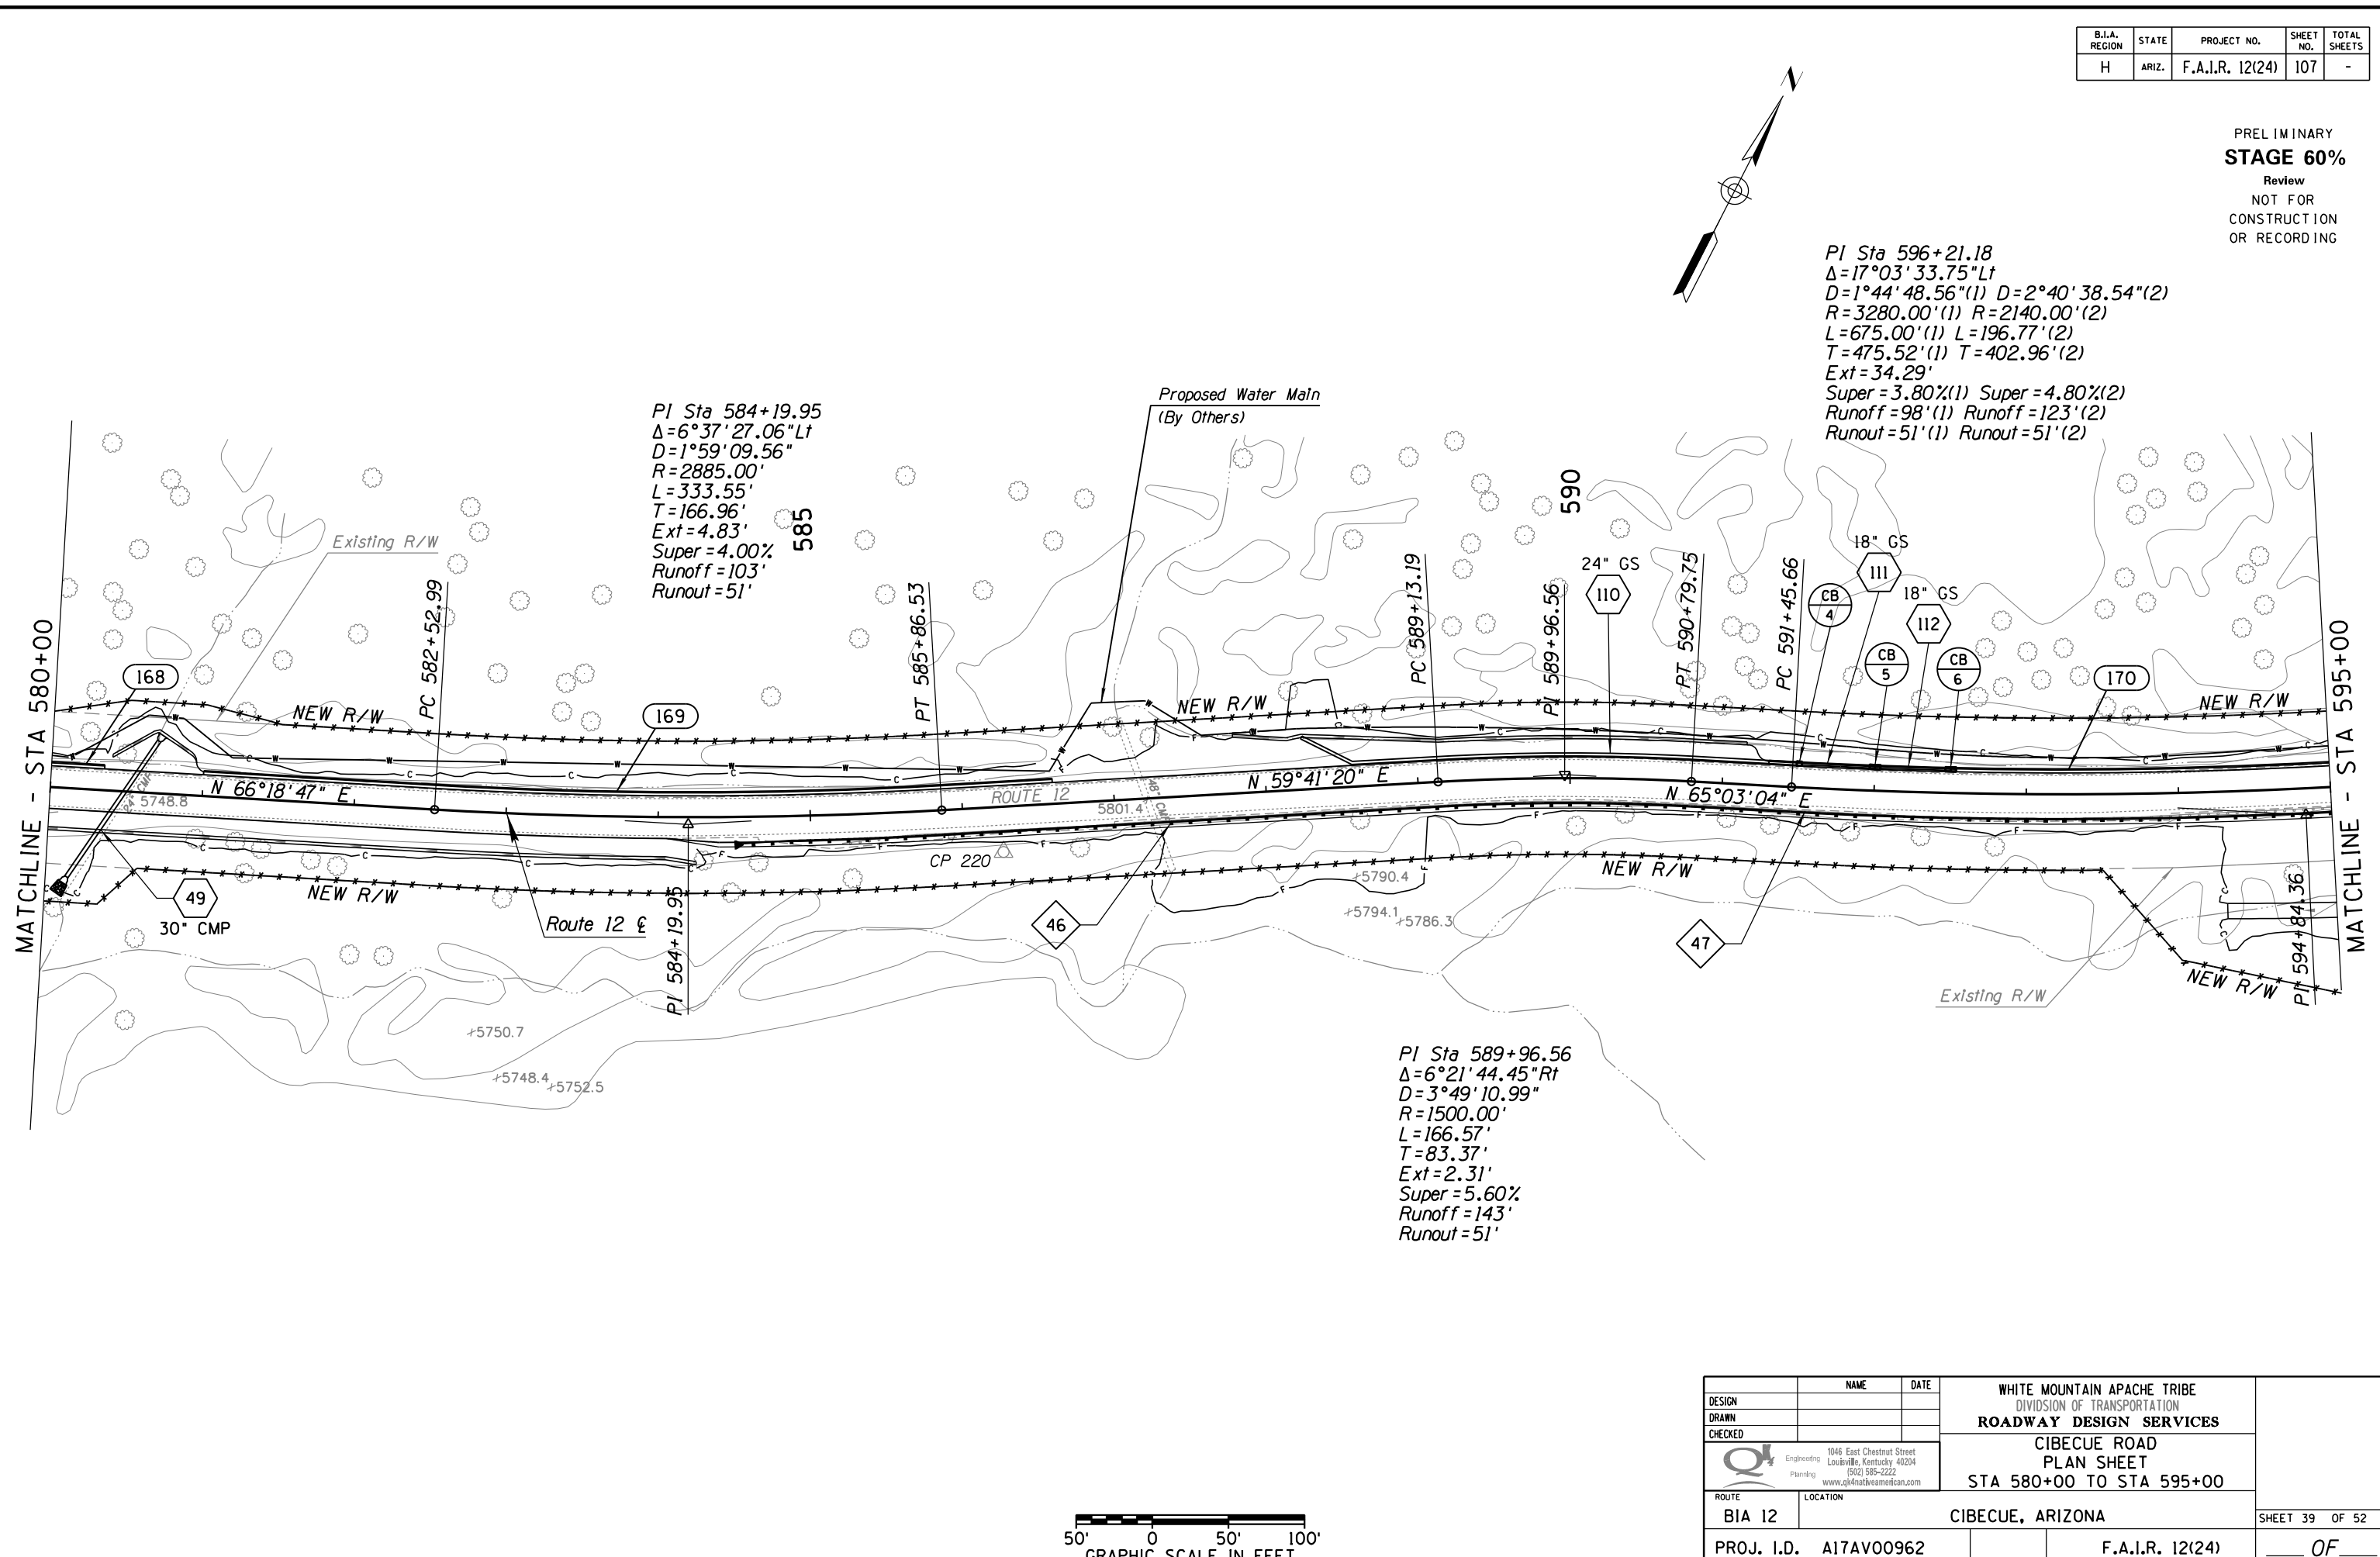 B.I.A. REGION STATE PROJECT NO. SHEET NO. TOTAL SHEETS
H ARIZ. F.A.I.R. 12(24) 107 -
N
PRELIMINARY
STAGE 60%
Review
NOT FOR
CONSTRUCTION
OR RECORDING
PI Sta 596+21.18
Δ=17°03'33.75"Lt
D=1°44'48.56"(1) D=2°40'38.54"(2)
R=3280.00'(1) R=2140.00'(2)
L=675.00'(1) L=196.77'(2)
T=475.52'(1) T=402.96'(2)
Ext=34.29'
Super=3.80%(1) Super=4.80%(2)
Runoff=98'(1) Runoff=123'(2)
Runout=51'(1) Runout=51'(2)
PI Sta 584+19.95
Δ=6°37'27.06"Lt
D=1°59'09.56"
R=2885.00'
L=333.55'
T=166.96'
Ext=4.83'
Super=4.00%
Runoff=103'
Runout=51'
585
Proposed Water Main
(By Others)
590
Existing R/W
MATCHLINE - STA 580+00
168
NEW R/W
PC 582+52.99
169
PT 585+86.53
NEW R/W
PC 589+13.19
PI 589+96.56
24" GS
110
PT 590+79.75
PC 591+45.66
CB 4
18" GS
111
CB 5
18" GS
112
CB 6
170
NEW R/W
MATCHLINE - STA 595+00
24" CMP
5748.8
N 66°18'47" E
ROUTE 12
5801.4
48" CMP
N 59°41'20" E
N 65°03'04" E
49
30" CMP
NEW R/W
Route 12 ℄
PI 584+19.95
CP 220
46
5790.4
5794.1
5786.3
NEW R/W
47
Existing R/W
NEW R/W
PI 594+84.36
5750.7
5748.4
5752.5
PI Sta 589+96.56
Δ=6°21'44.45"Rt
D=3°49'10.99"
R=1500.00'
L=166.57'
T=83.37'
Ext=2.31'
Super=5.60%
Runoff=143'
Runout=51'
50' 0 50' 100'
GRAPHIC SCALE IN FEET
NAME DATE
DESIGN
DRAWN
CHECKED
Engineering
Planning
1046 East Chestnut Street
Louisville, Kentucky 40204
(502) 585-2222
www.qk4nativeamerican.com
WHITE MOUNTAIN APACHE TRIBE
DIVIDSION OF TRANSPORTATION
ROADWAY DESIGN SERVICES
CIBECUE ROAD
PLAN SHEET
STA 580+00 TO STA 595+00
ROUTE
BIA 12
LOCATION
CIBECUE, ARIZONA
SHEET 39 OF 52
PROJ. I.D. A17AV00962
F.A.I.R. 12(24)
OF